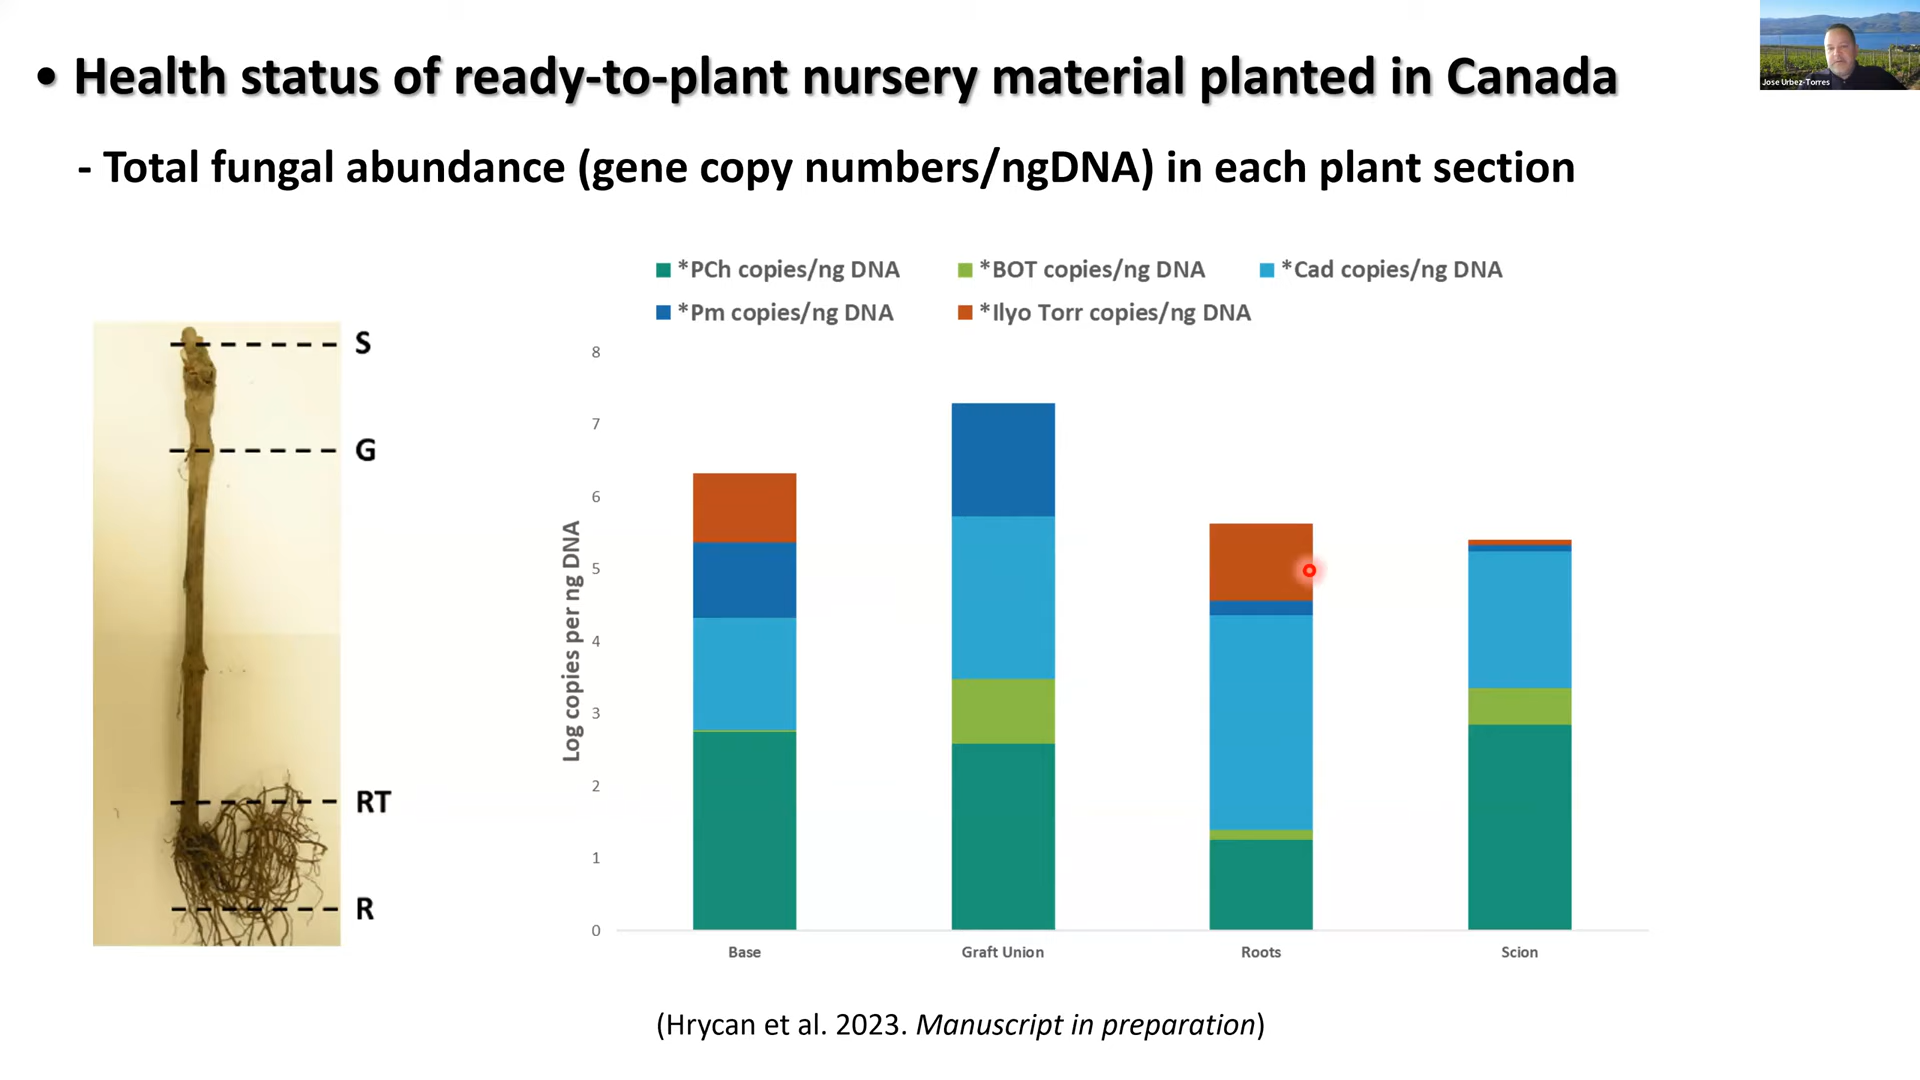 • Health status of ready-to-plant nursery material planted in Canada
Jose Urbez-Torres
- Total fungal abundance (gene copy numbers/ngDNA) in each plant section
*PCh copies/ng DNA *BOT copies/ng DNA *Cad copies/ng DNA
*Pm copies/ng DNA *Ilyo Torr copies/ng DNA
S
G
RT
R
Log copies per ng DNA
8
7
6
5
4
3
2
1
0
Base Graft Union Roots Scion
(Hrycan et al. 2023. Manuscript in preparation)